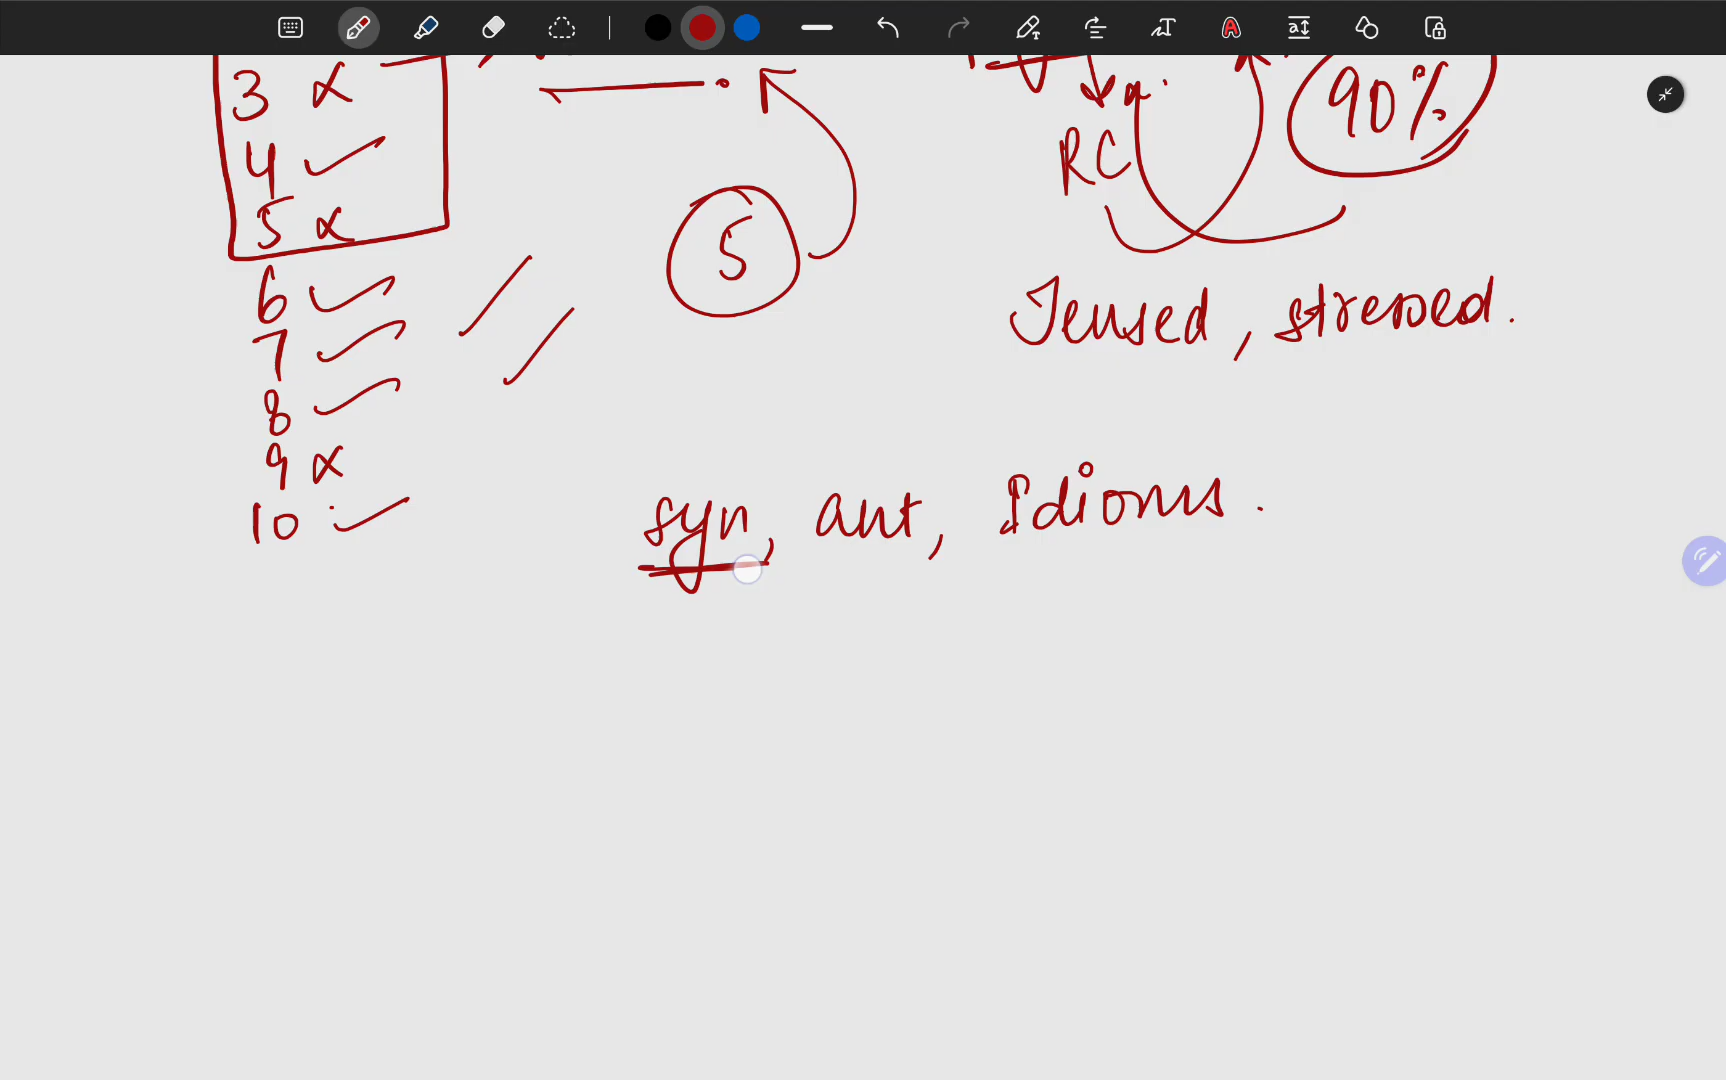 3 x
4 ✓
5 x
6 ✓
7 ✓
8 ✓
9 x
10 ✓
5
90%
RC
Tensed, stressed.
syn, ant, Idioms.